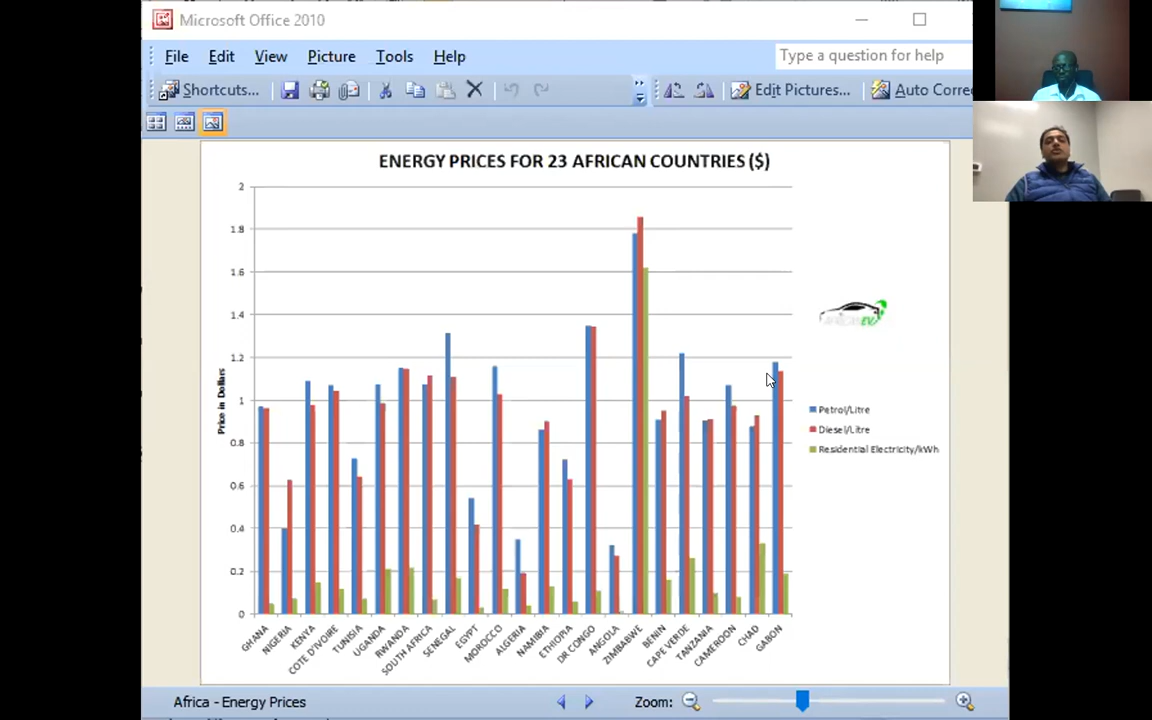 Microsoft Office 2010
File Edit View Picture Tools Help
Type a question for help
Shortcuts... Edit Pictures... Auto Correc
ENERGY PRICES FOR 23 AFRICAN COUNTRIES ($)
2
1.8
1.6
1.4
1.2
1
0.8
0.6
0.4
0.2
0
Price in Dollars
Petrol/Litre
Diesel/Litre
Residential Electricity/kWh
GHANA
NIGERIA
KENYA
COTE D'IVOIRE
TUNISIA
UGANDA
RWANDA
SOUTH AFRICA
SENEGAL
EGYPT
MOROCCO
ALGERIA
NAMIBIA
ETHIOPIA
DR CONGO
ANGOLA
ZIMBABWE
BENIN
CAPE VERDE
TANZANIA
CAMEROON
CHAD
GABON
Africa - Energy Prices
Zoom: